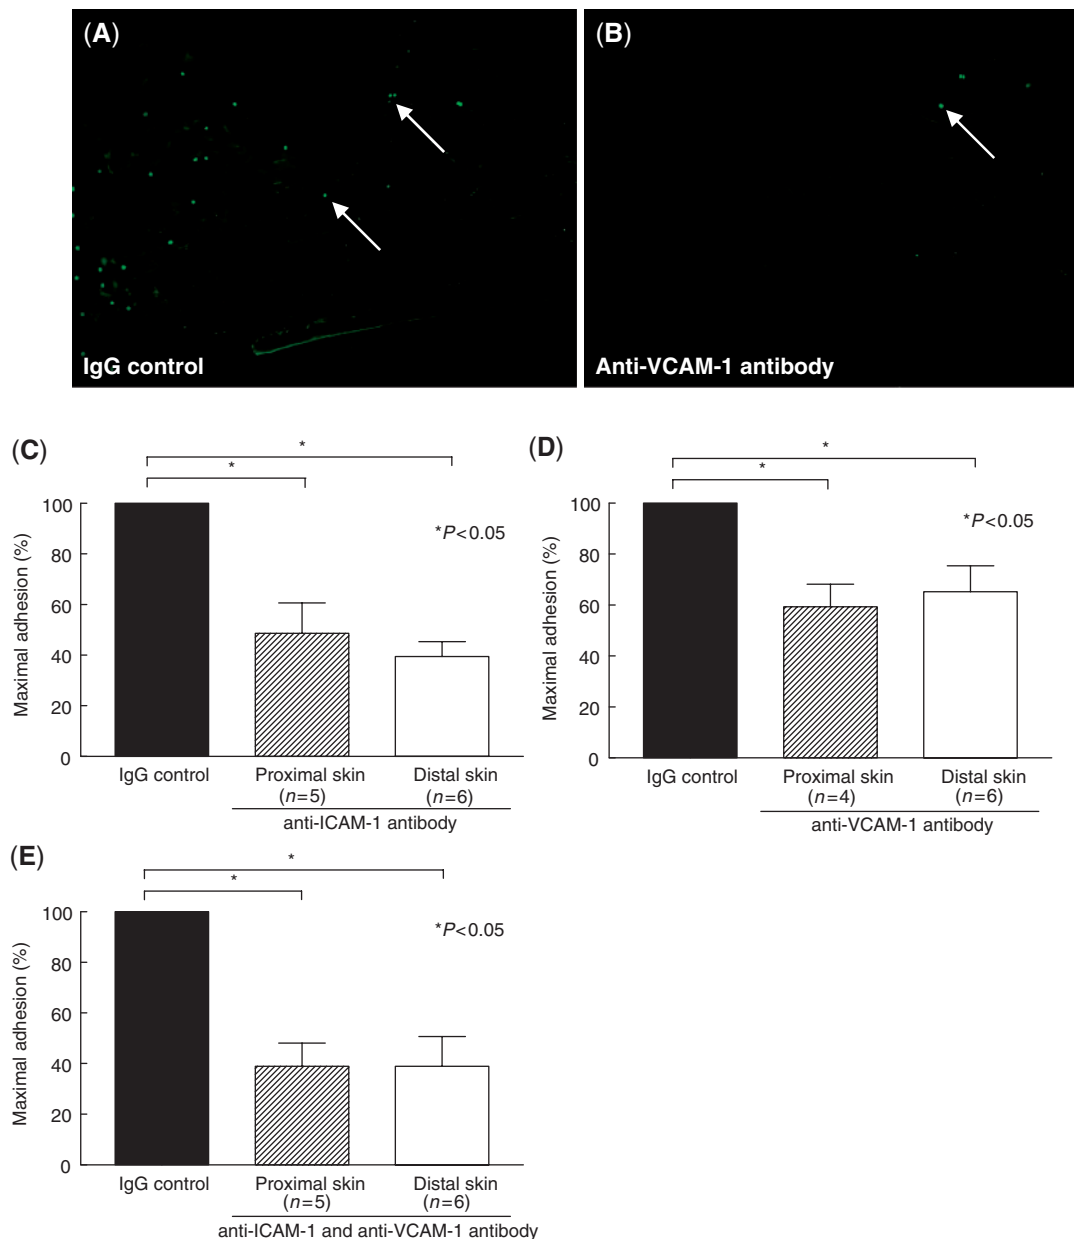 (A)
IgG control
(B)
Anti-VCAM-1 antibody
(C)
*
*
Maximal adhesion (%)
100
80
60
40
20
0
*P<0.05
IgG control
Proximal skin
(n=5)
Distal skin
(n=6)
anti-ICAM-1 antibody
(D)
*
*
Maximal adhesion (%)
100
80
60
40
20
0
*P<0.05
IgG control
Proximal skin
(n=4)
Distal skin
(n=6)
anti-VCAM-1 antibody
(E)
*
*
Maximal adhesion (%)
100
80
60
40
20
0
*P<0.05
IgG control
Proximal skin
(n=5)
Distal skin
(n=6)
anti-ICAM-1 and anti-VCAM-1 antibody